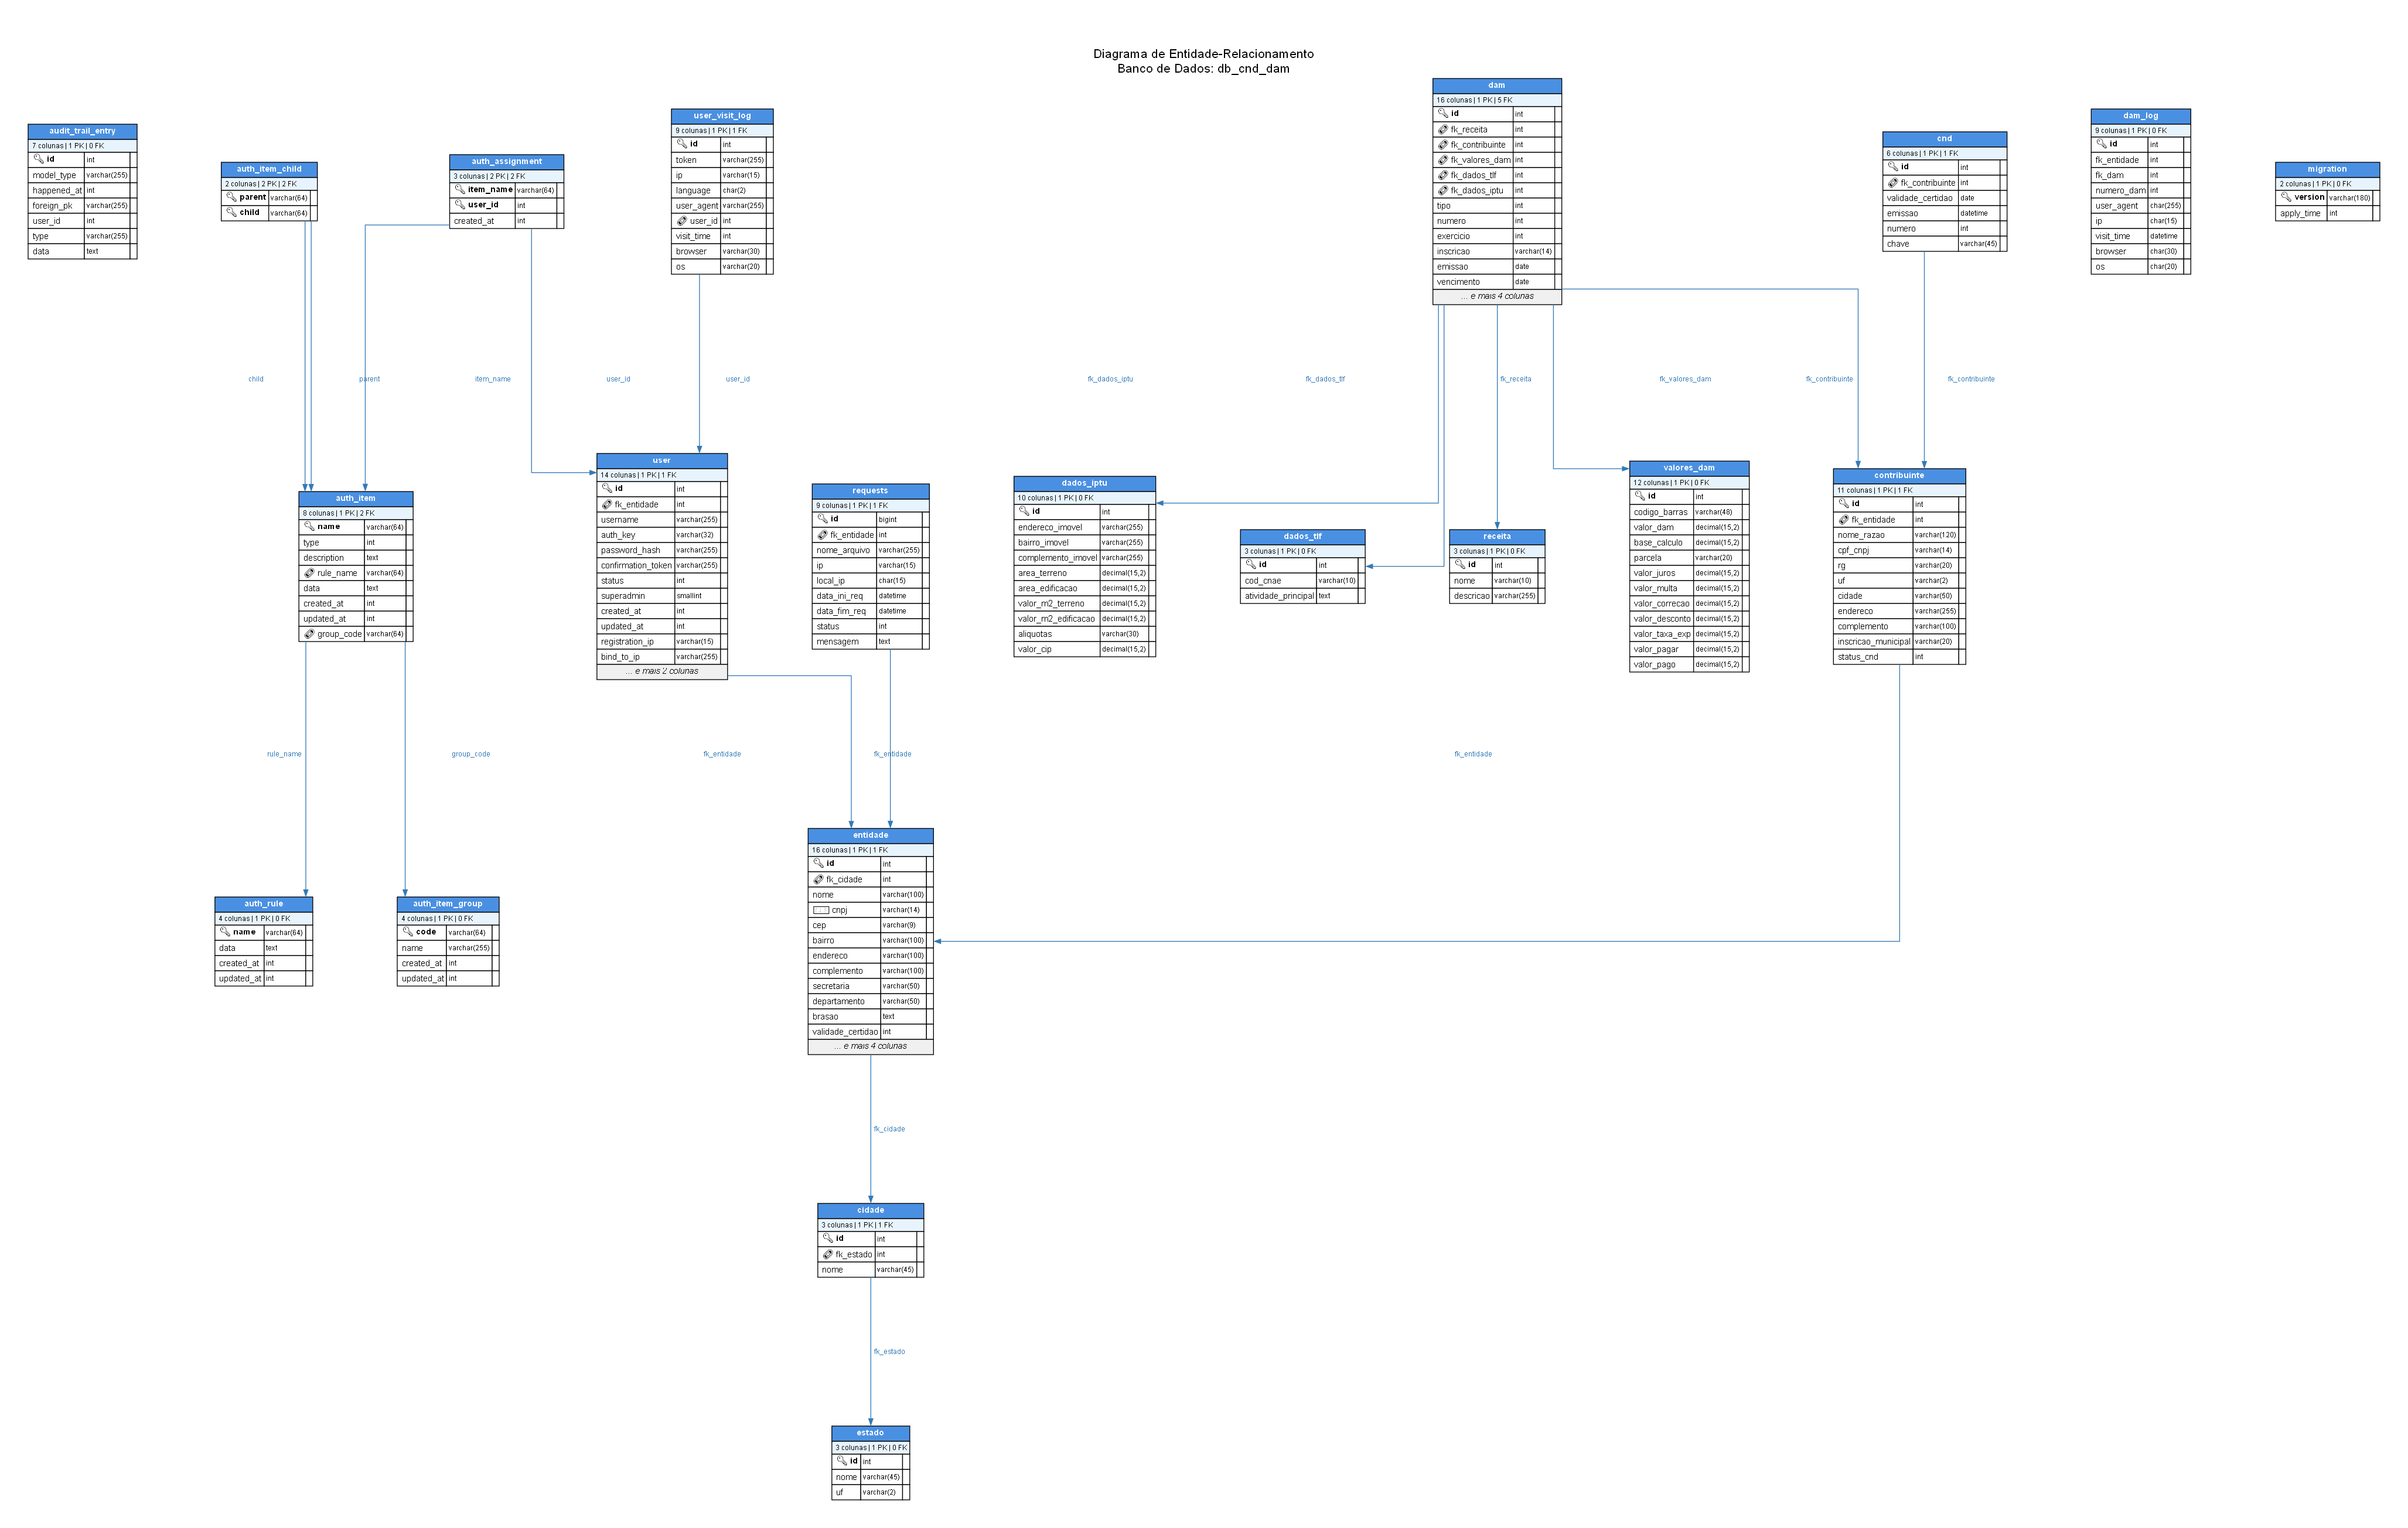 Diagrama de Entidade-Relacionamento
Banco de Dados: db_cnd_dam
audit_trail_entry
7 colunas | 1 PK | 0 FK
id int
model_type varchar(255)
happened_at int
foreign_pk varchar(255)
user_id int
type varchar(255)
data text
auth_item_child
2 colunas | 2 PK | 2 FK
parent varchar(64)
child varchar(64)
auth_assignment
3 colunas | 2 PK | 2 FK
item_name varchar(64)
user_id int
created_at int
user_visit_log
9 colunas | 1 PK | 1 FK
id int
token varchar(255)
ip varchar(15)
language char(2)
user_agent varchar(255)
user_id int
visit_time int
browser varchar(30)
os varchar(20)
dam
16 colunas | 1 PK | 5 FK
id int
fk_receita int
fk_contribuinte int
fk_valores_dam int
fk_dados_tlf int
fk_dados_iptu int
tipo int
numero int
exercicio int
inscricao varchar(14)
emissao date
vencimento date
... e mais 4 colunas
cnd
6 colunas | 1 PK | 1 FK
id int
fk_contribuinte int
validade_certidao date
emissao datetime
numero int
chave varchar(45)
dam_log
9 colunas | 1 PK | 0 FK
id int
fk_entidade int
fk_dam int
numero_dam int
user_agent char(255)
ip char(15)
visit_time datetime
browser char(30)
os char(20)
migration
2 colunas | 1 PK | 0 FK
version varchar(180)
apply_time int
child
parent
item_name
user_id
user_id
fk_dados_iptu
fk_dados_tlf
fk_receita
fk_valores_dam
fk_contribuinte
fk_contribuinte
auth_item
8 colunas | 1 PK | 2 FK
name varchar(64)
type int
description text
rule_name varchar(64)
data text
created_at int
updated_at int
group_code varchar(64)
user
14 colunas | 1 PK | 1 FK
id int
fk_entidade int
username varchar(255)
auth_key varchar(32)
password_hash varchar(255)
confirmation_token varchar(255)
status int
superadmin smallint
created_at int
updated_at int
registration_ip varchar(15)
bind_to_ip varchar(255)
... e mais 2 colunas
requests
9 colunas | 1 PK | 1 FK
id bigint
fk_entidade int
nome_arquivo varchar(255)
ip varchar(15)
local_ip char(15)
data_ini_req datetime
data_fim_req datetime
status int
mensagem text
dados_iptu
10 colunas | 1 PK | 0 FK
id int
endereco_imovel varchar(255)
bairro_imovel varchar(255)
complemento_imovel varchar(255)
area_terreno decimal(15,2)
area_edificacao decimal(15,2)
valor_m2_terreno decimal(15,2)
valor_m2_edificacao decimal(15,2)
aliquotas varchar(30)
valor_cip decimal(15,2)
dados_tlf
3 colunas | 1 PK | 0 FK
id int
cod_cnae varchar(10)
atividade_principal text
receita
3 colunas | 1 PK | 0 FK
id int
nome varchar(10)
descricao varchar(255)
valores_dam
12 colunas | 1 PK | 0 FK
id int
codigo_barras varchar(48)
valor_dam decimal(15,2)
base_calculo decimal(15,2)
parcela varchar(20)
valor_juros decimal(15,2)
valor_multa decimal(15,2)
valor_correcao decimal(15,2)
valor_desconto decimal(15,2)
valor_taxa_exp decimal(15,2)
valor_pagar decimal(15,2)
valor_pago decimal(15,2)
contribuinte
11 colunas | 1 PK | 1 FK
id int
fk_entidade int
nome_razao varchar(120)
cpf_cnpj varchar(14)
rg varchar(20)
uf varchar(2)
cidade varchar(50)
endereco varchar(255)
complemento varchar(100)
inscricao_municipal varchar(20)
status_cnd int
rule_name
group_code
fk_entidade
fk_entidade
fk_entidade
auth_rule
4 colunas | 1 PK | 0 FK
name varchar(64)
data text
created_at int
updated_at int
auth_item_group
4 colunas | 1 PK | 0 FK
code varchar(64)
name varchar(255)
created_at int
updated_at int
entidade
16 colunas | 1 PK | 1 FK
id int
fk_cidade int
nome varchar(100)
cnpj varchar(14)
cep varchar(9)
bairro varchar(100)
endereco varchar(100)
complemento varchar(100)
secretaria varchar(50)
departamento varchar(50)
brasao text
validade_certidao int
... e mais 4 colunas
fk_cidade
cidade
3 colunas | 1 PK | 1 FK
id int
fk_estado int
nome varchar(45)
fk_estado
estado
3 colunas | 1 PK | 0 FK
id int
nome varchar(45)
uf varchar(2)